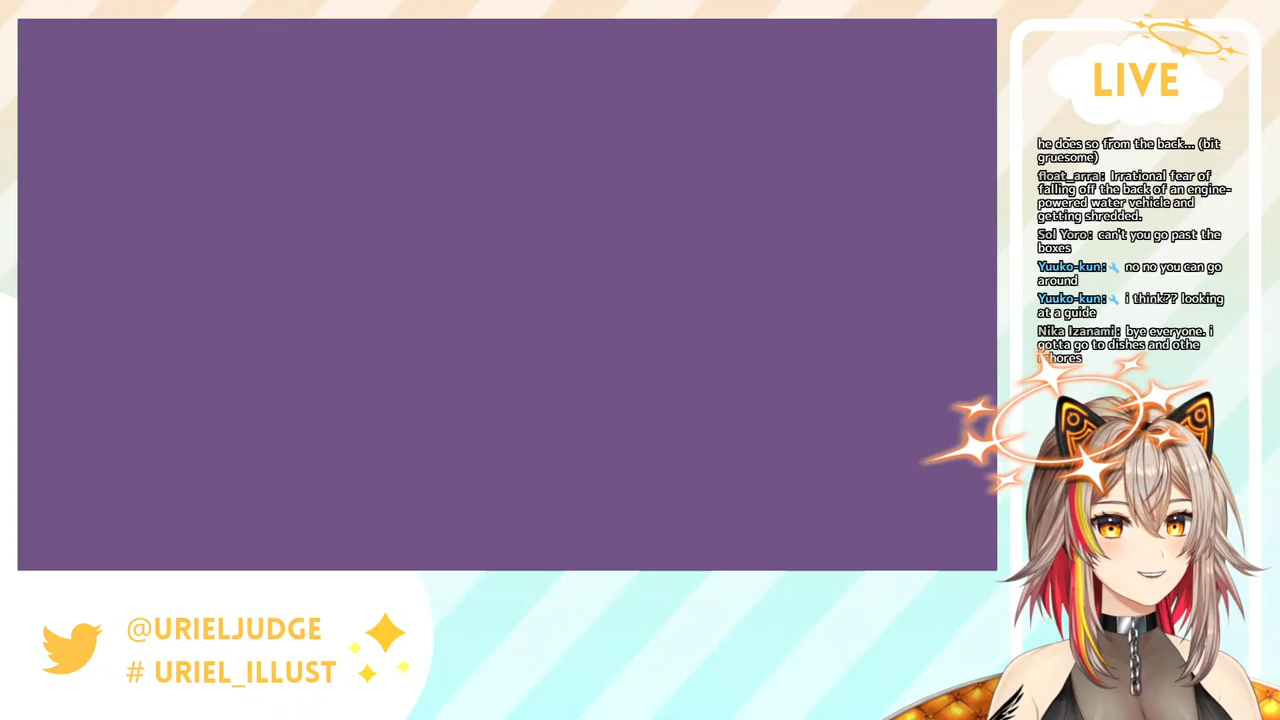 LIVE
he does so from the back... (bit
gruesome)
float_arra: Irrational fear of
falling off the back of an engine-
powered water vehicle and
getting shredded.
Sol Yoro: can't you go past the
boxes
Yuuko-kun: no no you can go
around
Yuuko-kun: i think?? looking
at a guide
Nika Izanami: bye everyone. i
gotta go to dishes and othe
@URIELJUDGE
# URIEL_ILLUST